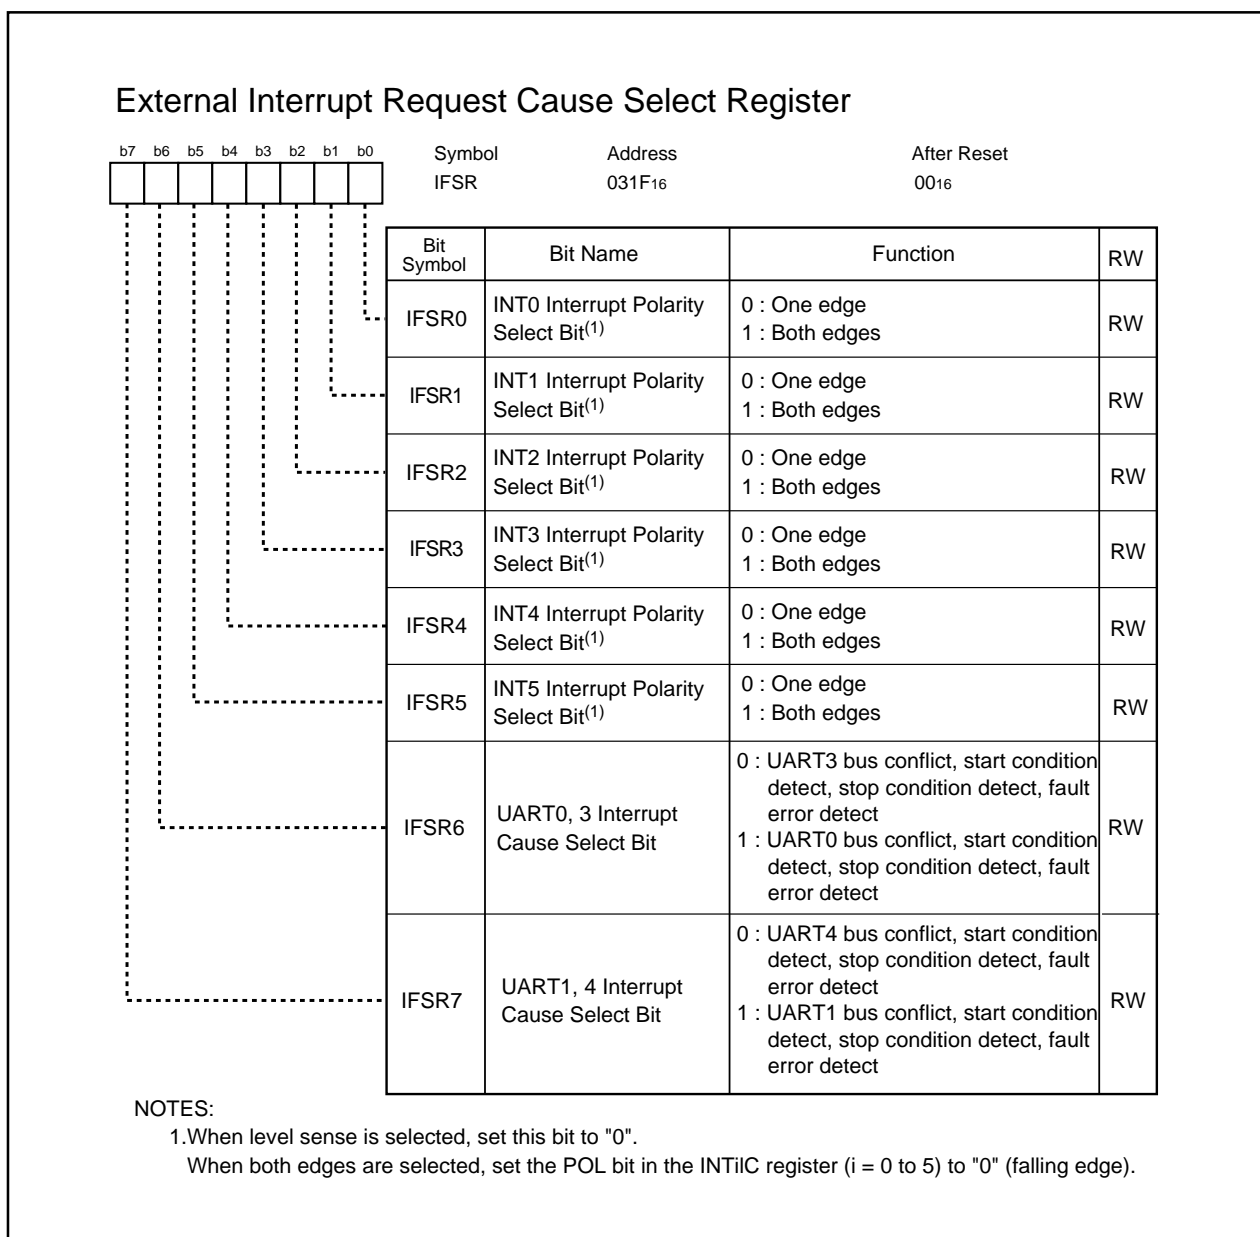 External Interrupt Request Cause Select Register
b7 b6 b5 b4 b3 b2 b1 b0
Symbol Address After Reset
IFSR 031F16 0016
Bit Symbol Bit Name Function RW
IFSR0 INT0 Interrupt Polarity Select Bit(1) 0 : One edge
1 : Both edges RW
IFSR1 INT1 Interrupt Polarity Select Bit(1) 0 : One edge
1 : Both edges RW
IFSR2 INT2 Interrupt Polarity Select Bit(1) 0 : One edge
1 : Both edges RW
IFSR3 INT3 Interrupt Polarity Select Bit(1) 0 : One edge
1 : Both edges RW
IFSR4 INT4 Interrupt Polarity Select Bit(1) 0 : One edge
1 : Both edges RW
IFSR5 INT5 Interrupt Polarity Select Bit(1) 0 : One edge
1 : Both edges RW
IFSR6 UART0, 3 Interrupt Cause Select Bit 0 : UART3 bus conflict, start condition
detect, stop condition detect, fault
error detect
1 : UART0 bus conflict, start condition
detect, stop condition detect, fault
error detect RW
IFSR7 UART1, 4 Interrupt Cause Select Bit 0 : UART4 bus conflict, start condition
detect, stop condition detect, fault
error detect
1 : UART1 bus conflict, start condition
detect, stop condition detect, fault
error detect RW
NOTES:
1.When level sense is selected, set this bit to "0".
When both edges are selected, set the POL bit in the INTiIC register (i = 0 to 5) to "0" (falling edge).